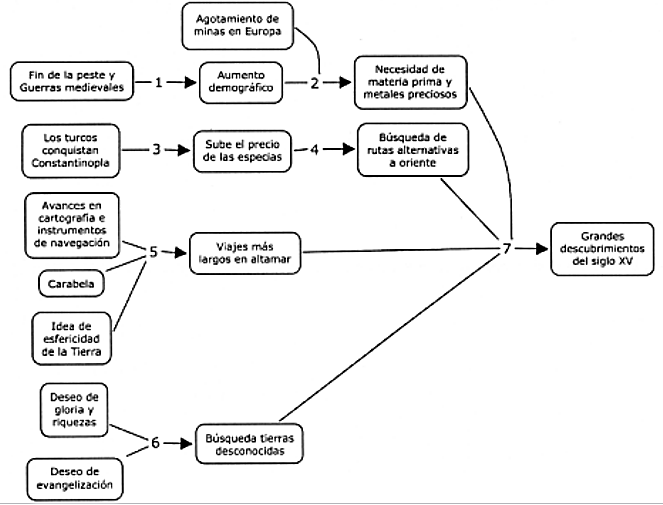 Agotamiento de
minas en Europa
Fin de la peste y
Guerras medievales
1
Aumento
demográfico
2
Necesidad de
materia prima y
metales preciosos
Los turcos
conquistan
Constantinopla
3
Sube el precio
de las especias
4
Búsqueda de
rutas alternativas
a oriente
Avances en
cartografía e
instrumentos
de navegación
Carabela
Idea de
esfericidad
de la Tierra
5
Viajes más
largos en altamar
7
Grandes
descubrimientos
del siglo XV
Deseo de
gloria y
riquezas
Deseo de
evangelización
6
Búsqueda tierras
desconocidas